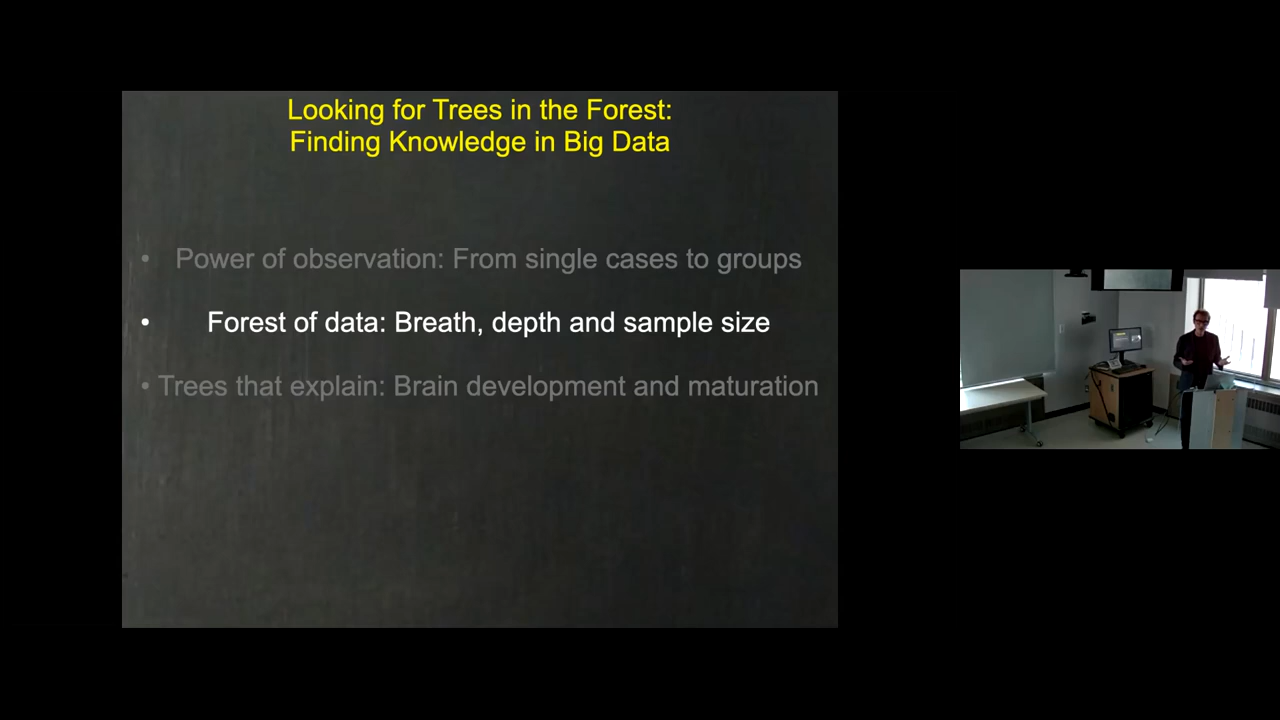 Looking for Trees in the Forest:
Finding Knowledge in Big Data
• Power of observation: From single cases to groups
• Forest of data: Breath, depth and sample size
• Trees that explain: Brain development and maturation